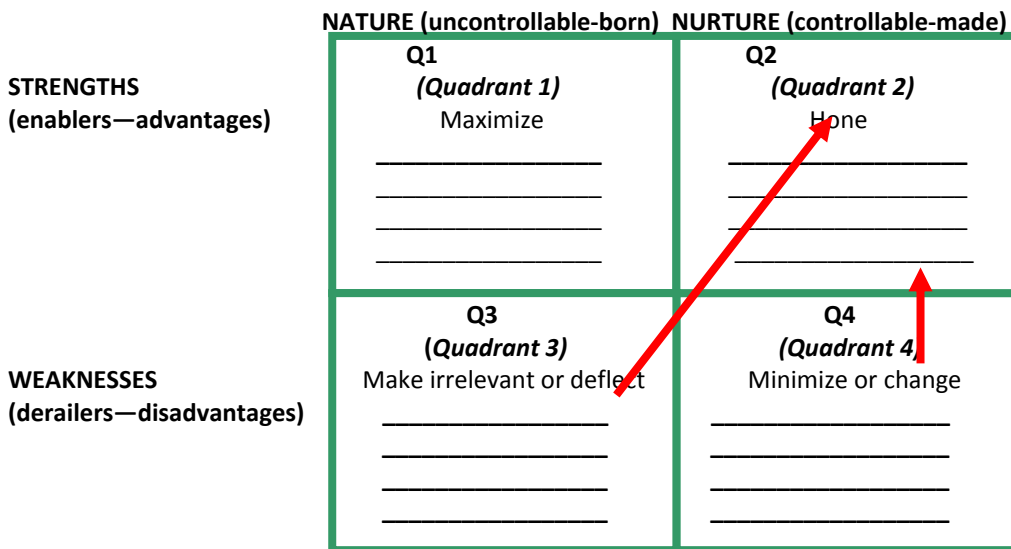 NATURE (uncontrollable-born) NURTURE (controllable-made)
Q1
(Quadrant 1)
Maximize
Q2
(Quadrant 2)
Hone
STRENGTHS
(enablers—advantages)
Q3
(Quadrant 3)
Make irrelevant or deflect
Q4
(Quadrant 4)
Minimize or change
WEAKNESSES
(derailers—disadvantages)